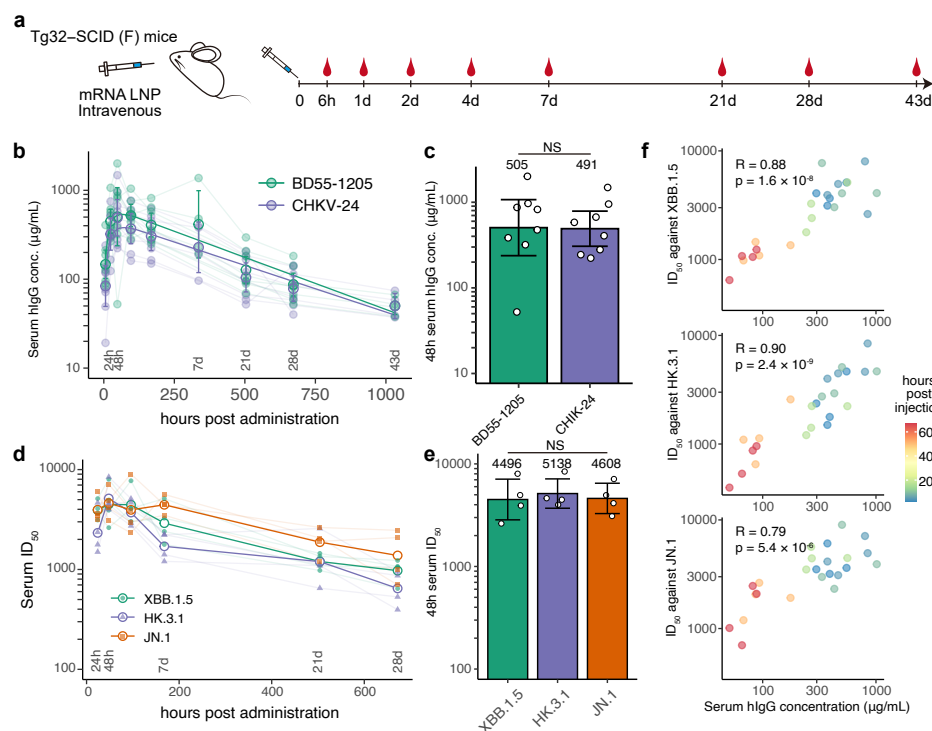 a
Tg32–SCID (F) mice
mRNA LNP
Intravenous
0 6h 1d 2d 4d 7d 21d 28d 43d
b
Serum hIgG conc. (µg/mL)
1000
100
10
BD55-1205
CHKV-24
24h
48h
7d
21d
28d
43d
0 250 500 750 1000
hours post administration
c
48h serum hIgG conc. (µg/mL)
NS
505 491
1000
100
10
BD55-1205
CHIK-24
d
Serum ID50
10000
1000
100
XBB.1.5
HK.3.1
JN.1
24h
48h
7d
21d
28d
0 200 400 600
hours post administration
e
48h serum ID50
NS
4496 5138 4608
10000
1000
100
XBB.1.5
HK.3.1
JN.1
f
ID50 against XBB.1.5
10000
3000
1000
R = 0.88
p = 1.6 × 10⁻⁸
100 300 1000
ID50 against HK.3.1
10000
3000
1000
R = 0.90
p = 2.4 × 10⁻⁹
100 300 1000
ID50 against JN.1
10000
3000
1000
R = 0.79
p = 5.4 × 10⁻⁶
100 300 1000
Serum hIgG concentration (µg/mL)
hours
post
injectio
60
40
20